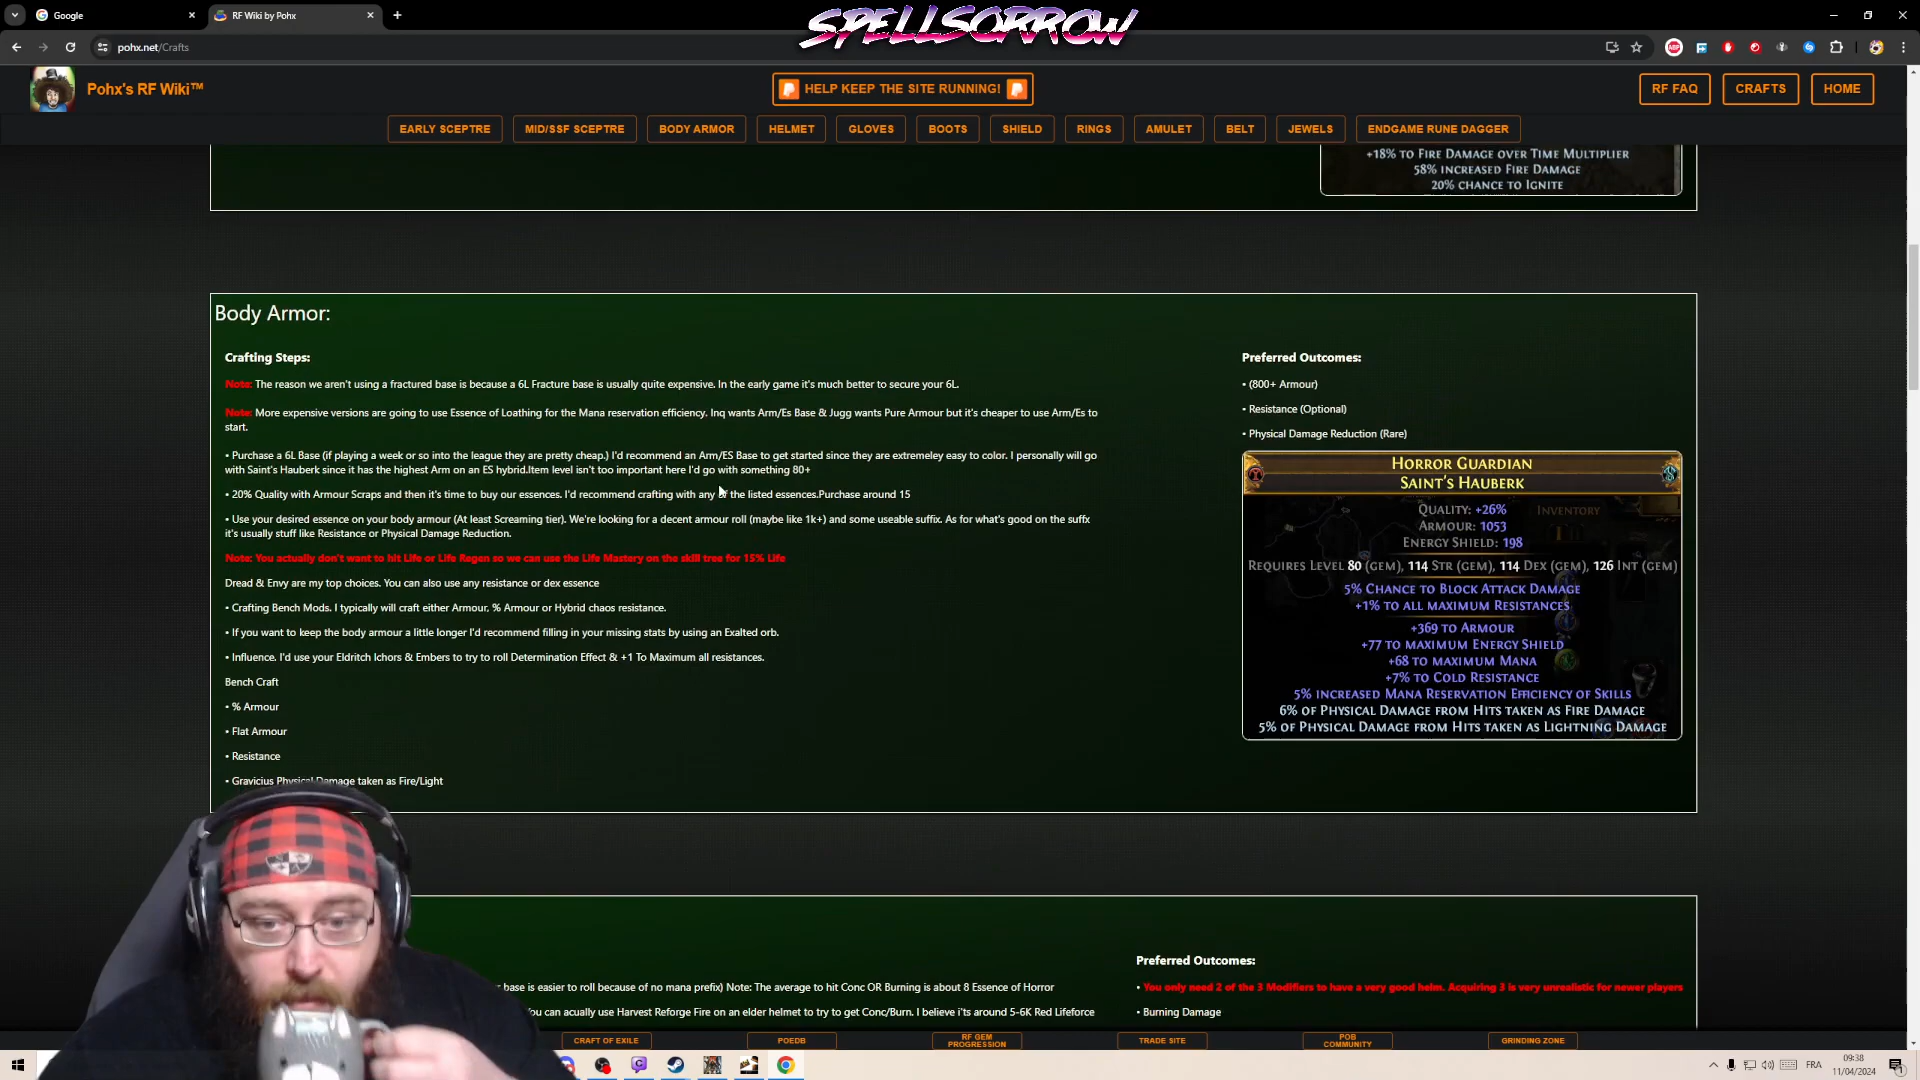 Google
RF Wiki by Pohx
SPELLSORROW
pohx.net/Crafts
Pohx's RF Wiki™
HELP KEEP THE SITE RUNNING!
RF FAQ
CRAFTS
HOME
EARLY SCEPTRE
MID/SSF SCEPTRE
BODY ARMOR
HELMET
GLOVES
BOOTS
SHIELD
RINGS
AMULET
BELT
JEWELS
ENDGAME RUNE DAGGER
+18% to Fire Damage over Time Multiplier
58% increased Fire Damage
20% chance to Ignite
Body Armor:
Crafting Steps:
Note: The reason we aren't using a fractured base is because a 6L Fracture base is usually quite expensive. In the early game it's much better to secure your 6L.
Note: More expensive versions are going to use Essence of Loathing for the Mana reservation efficiency. Inq wants Arm/Es Base & Jugg wants Pure Armour but it's cheaper to use Arm/Es to
start.
• Purchase a 6L Base (if playing a week or so into the league they are pretty cheap.) I'd recommend an Arm/ES Base to get started since they are extremeley easy to color. I personally will go
with Saint's Hauberk since it has the highest Arm on an ES hybrid.Item level isn't too important here I'd go with something 80+
• 20% Quality with Armour Scraps and then it's time to buy our essences. I'd recommend crafting with any of the listed essences.Purchase around 15
• Use your desired essence on your body armour (At least Screaming tier). We're looking for a decent armour roll (maybe like 1k+) and some useable suffix. As for what's good on the suffix
it's usually stuff like Resistance or Physical Damage Reduction.
Note: You actually don't want to hit Life or Life Regen so we can use the Life Mastery on the skill tree for 15% Life
Dread & Envy are my top choices. You can also use any resistance or dex essence
• Crafting Bench Mods. I typically will craft either Armour, % Armour or Hybrid chaos resistance.
• If you want to keep the body armour a little longer I'd recommend filling in your missing stats by using an Exalted orb.
• Influence. I'd use your Eldritch Ichors & Embers to try to roll Determination Effect & +1 To Maximum all resistances.
Bench Craft
• % Armour
• Flat Armour
• Resistance
• Gravicius Physical Damage taken as Fire/Light
Preferred Outcomes:
• (800+ Armour)
• Resistance (Optional)
• Physical Damage Reduction (Rare)
Horror Guardian
Saint's Hauberk
Quality: +26%
Inventory
Armour: 1053
Energy Shield: 198
Requires Level 80 (gem), 114 Str (gem), 114 Dex (gem), 126 Int (gem)
5% Chance to Block Attack Damage
+1% to all maximum Resistances
+369 to Armour
+77 to maximum Energy Shield
+68 to maximum Mana
+7% to Cold Resistance
5% increased Mana Reservation Efficiency of Skills
6% of Physical Damage from Hits taken as Fire Damage
5% of Physical Damage from Hits taken as Lightning Damage
base is easier to roll because of no mana prefix) Note: The average to hit Conc OR Burning is about 8 Essence of Horror
You can acually use Harvest Reforge Fire on an elder helmet to try to get Conc/Burn. I believe i'ts around 5-6K Red Lifeforce
Preferred Outcomes:
• You only need 2 of the 3 Modifiers to have a very good helm. Acquiring 3 is very unrealistic for newer players
• Burning Damage
CRAFT OF EXILE
POEDB
RF GEM
PROGRESSION
TRADE SITE
POB
COMMUNITY
GRINDING ZONE
FRA
09:38
11/04/2024